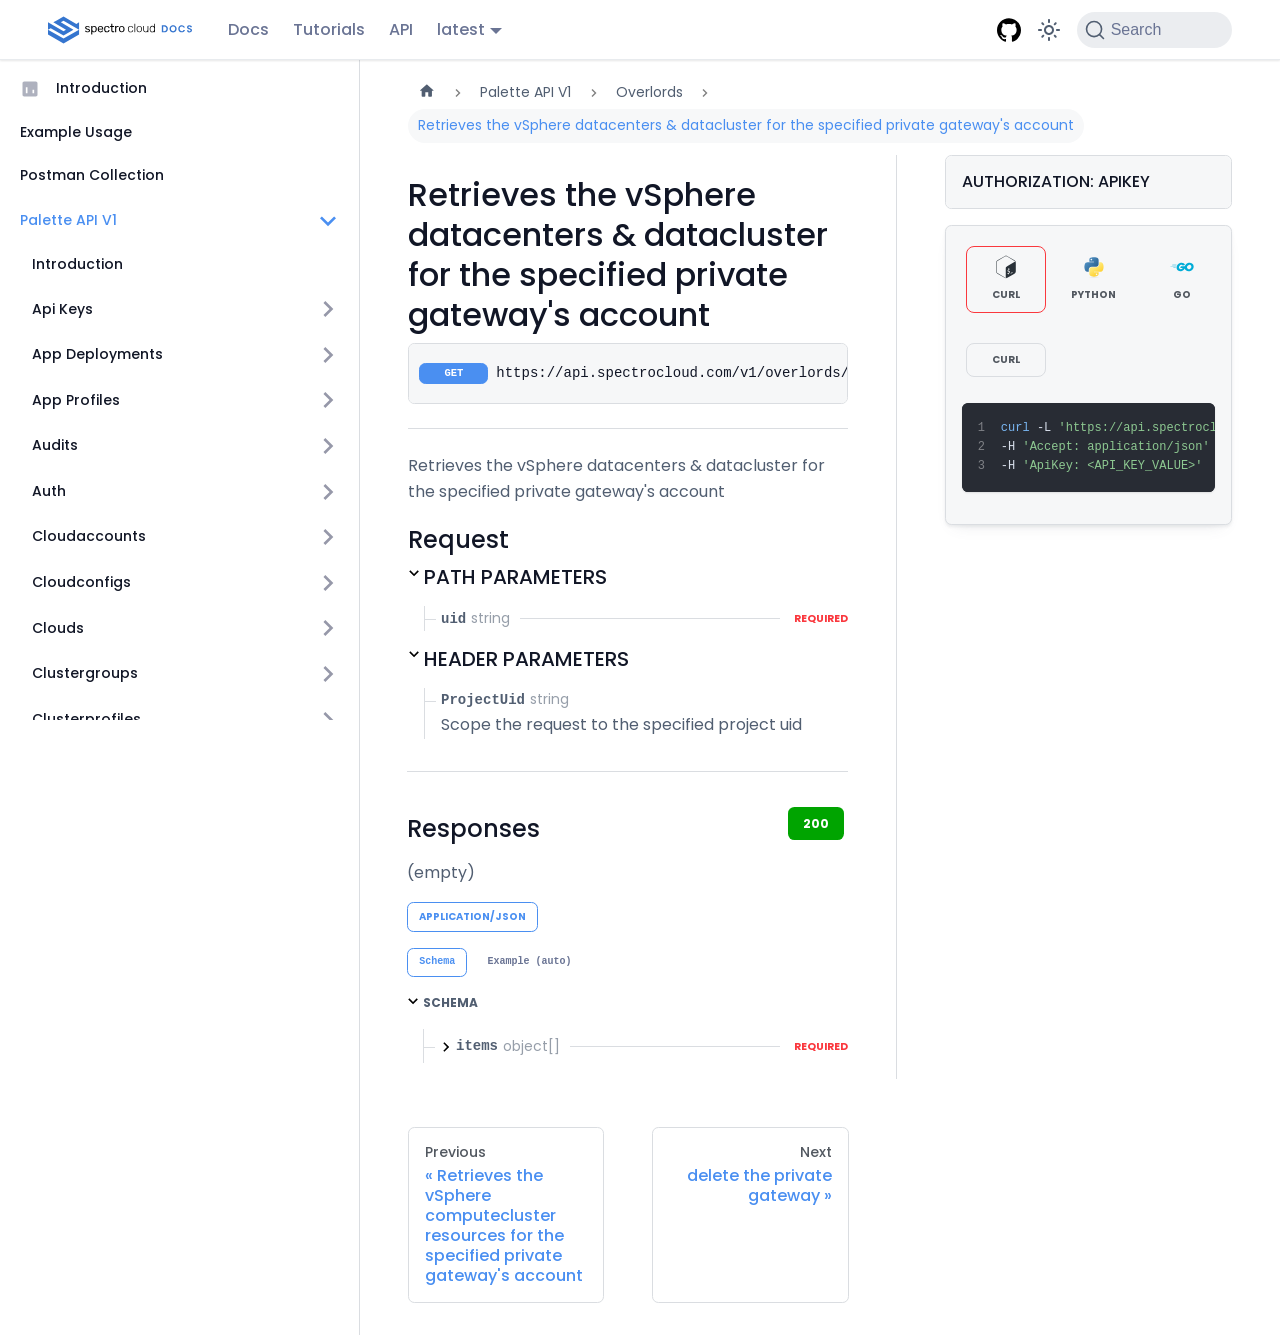 spectro cloud DOCS
Docs
Tutorials
API
latest
Search
Introduction
Example Usage
Postman Collection
Palette API V1
Introduction
Api Keys
App Deployments
App Profiles
Audits
Auth
Cloudaccounts
Cloudconfigs
Clouds
Clustergroups
Clusterprofiles
Palette API V1
Overlords
Retrieves the vSphere datacenters & datacluster for the specified private gateway's account
Retrieves the vSphere
datacenters & datacluster
for the specified private
gateway's account
GET https://api.spectrocloud.com/v1/overlords/
Retrieves the vSphere datacenters & datacluster for
the specified private gateway's account
Request
PATH PARAMETERS
uid string REQUIRED
HEADER PARAMETERS
ProjectUid string
Scope the request to the specified project uid
Responses
200
(empty)
APPLICATION/JSON
Schema
Example (auto)
SCHEMA
items object[] REQUIRED
AUTHORIZATION: APIKEY
CURL
PYTHON
GO
CURL
1 curl -L 'https://api.spectrocl
2 -H 'Accept: application/json'
3 -H 'ApiKey: <API_KEY_VALUE>'
Previous
« Retrieves the
vSphere
computecluster
resources for the
specified private
gateway's account
Next
delete the private
gateway »